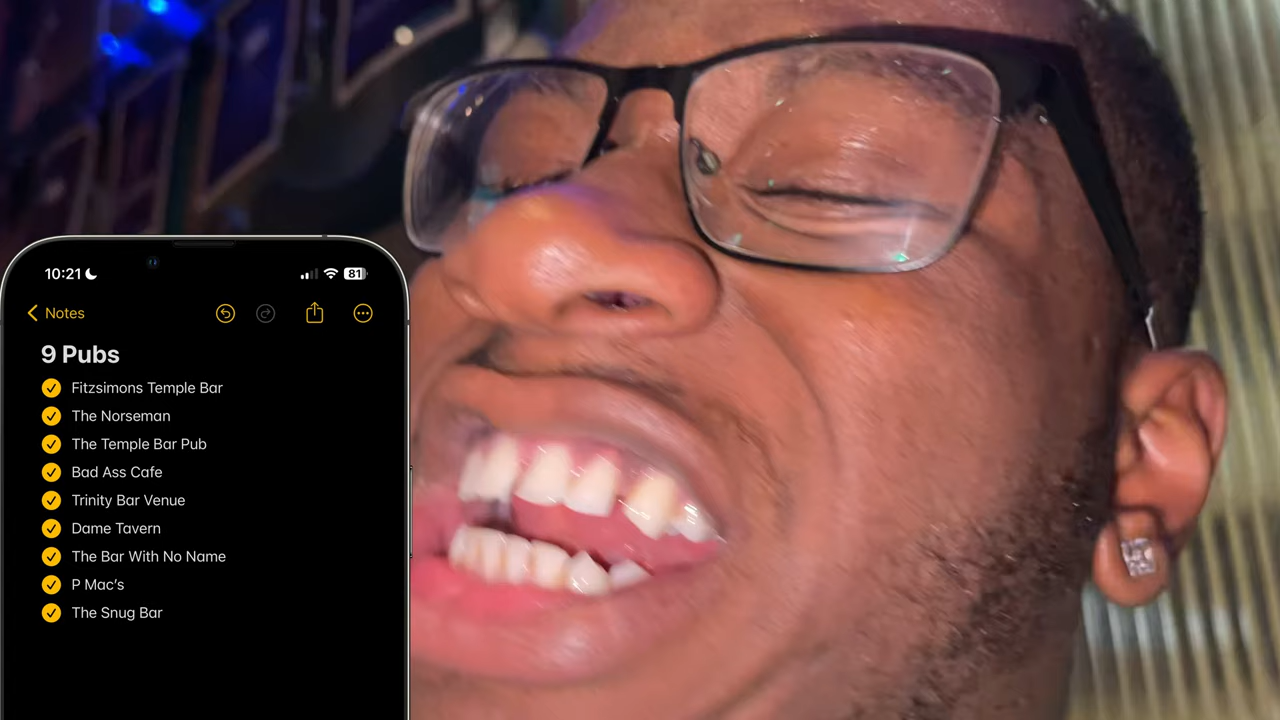 10:21
81
Notes
9 Pubs
Fitzsimons Temple Bar
The Norseman
The Temple Bar Pub
Bad Ass Cafe
Trinity Bar Venue
Dame Tavern
The Bar With No Name
P Mac's
The Snug Bar